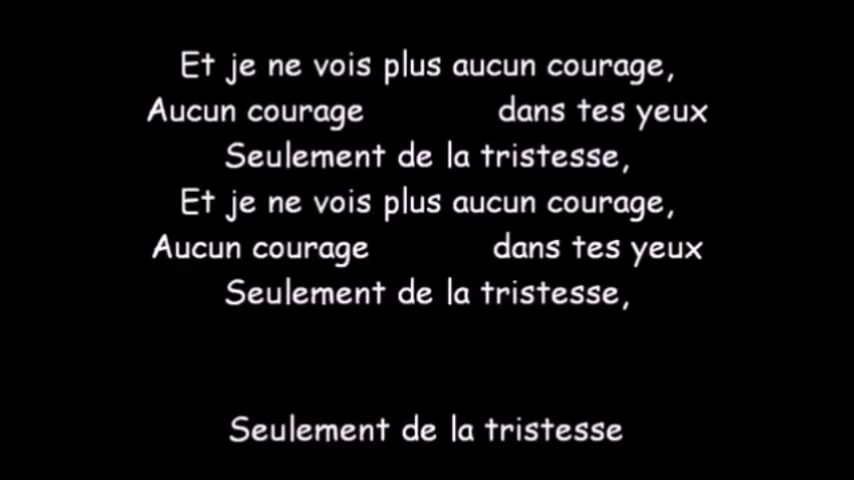 Et je ne vois plus aucun courage,
Aucun courage dans tes yeux
Seulement de la tristesse,
Et je ne vois plus aucun courage,
Aucun courage dans tes yeux
Seulement de la tristesse,
Seulement de la tristesse